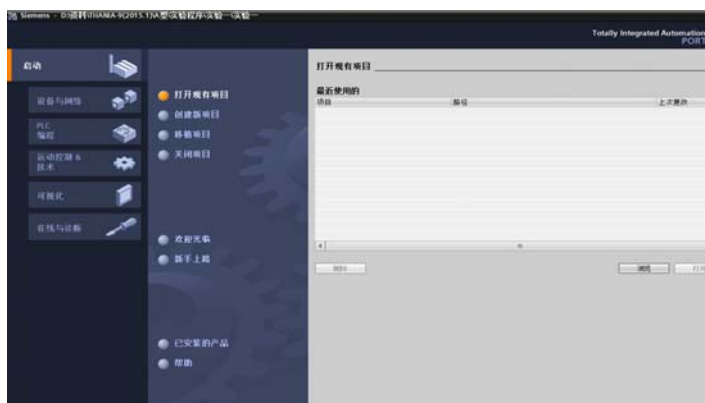 Siemens - D:\资料\THANIA-9(2015.1)\A型\实验程序\实验一\实验一
Totally Integrated Automation
PORT
启动
设备与网络
PLC
编程
运动控制 &
技术
可视化
在线与诊断
打开现有项目
创建新项目
移植项目
关闭项目
欢迎光临
新手上路
已安装的产品
帮助
打开现有项目
最近使用的
项目 路径 上次更改
删除 浏览 打开